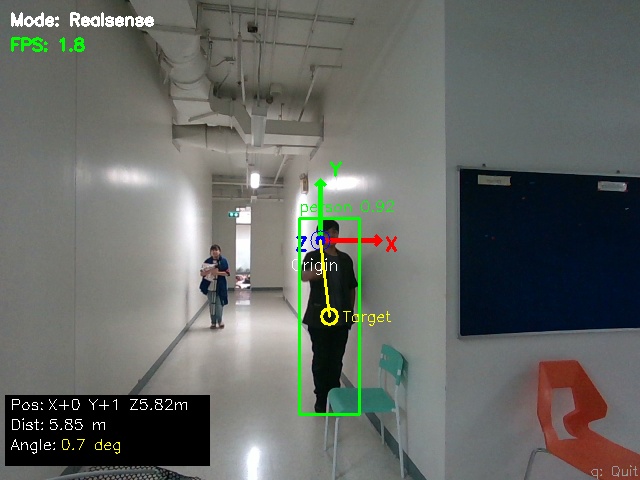 Mode: Realsense
FPS: 1.8
Y
person 0.92
Z
X
Origin
Target
Pos: X+0 Y+1 Z5.82m
Dist: 5.85 m
Angle: 0.7 deg
q: Quit